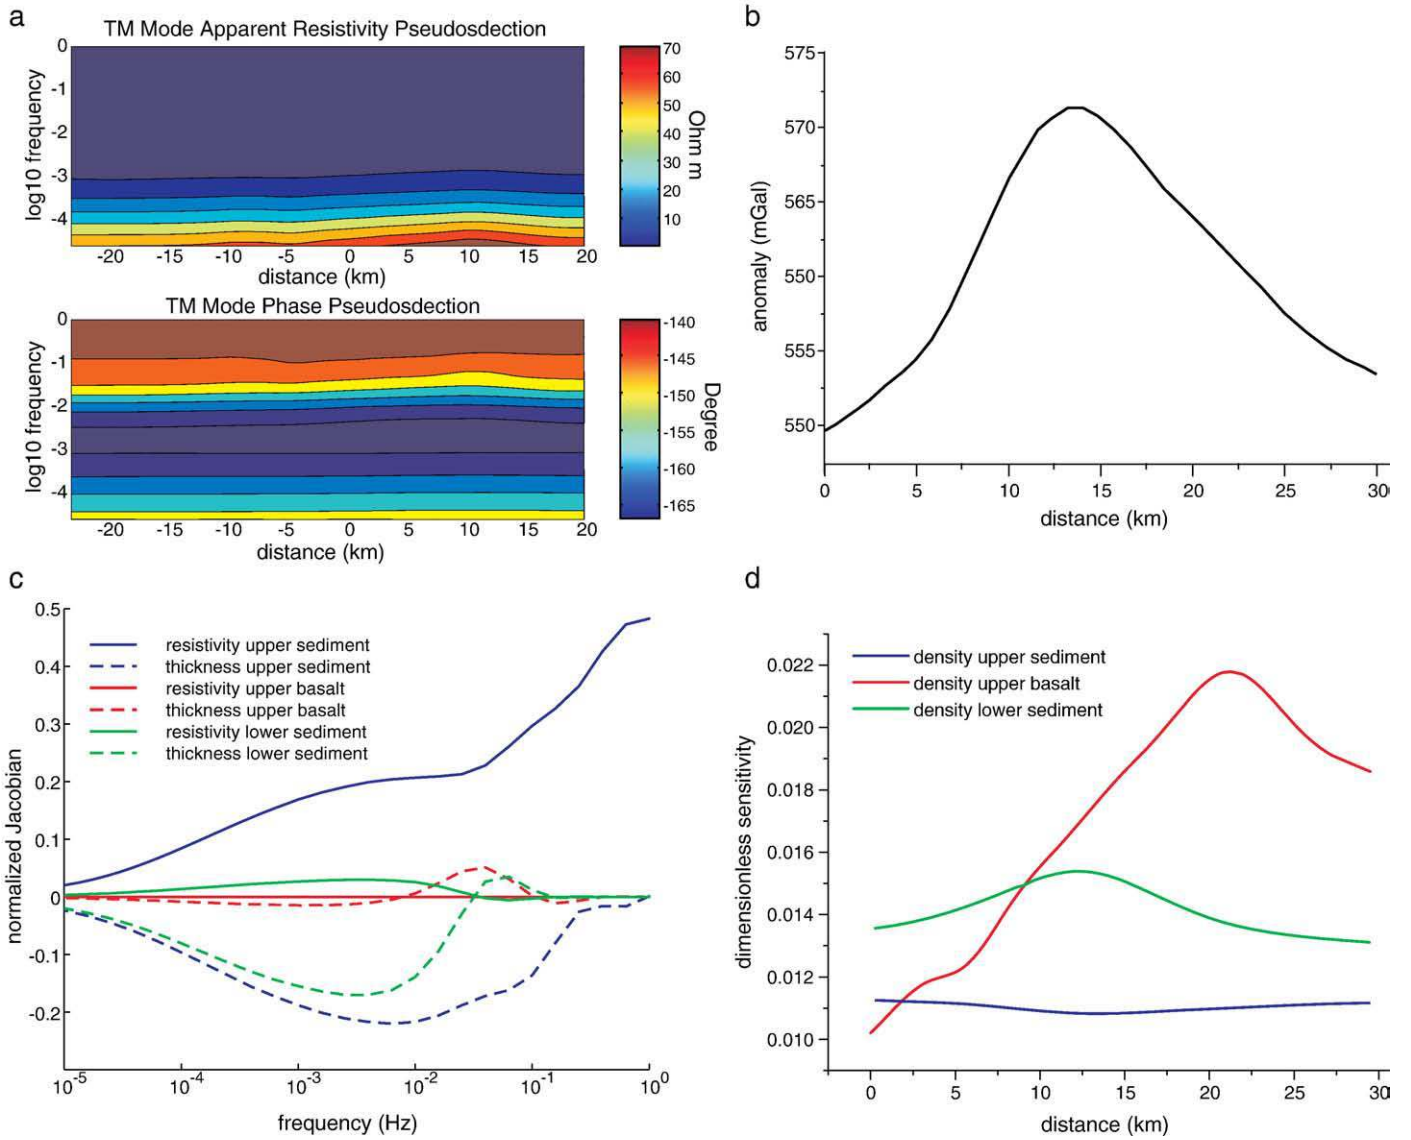 a
TM Mode Apparent Resistivity Pseudosdection
0
-1
-2
-3
-4
log10 frequency
-20 -15 -10 -5 0 5 10 15 20
distance (km)
70
60
50
40
30
20
10
Ohm m
TM Mode Phase Pseudosdection
0
-1
-2
-3
-4
log10 frequency
-20 -15 -10 -5 0 5 10 15 20
distance (km)
-140
-145
-150
-155
-160
-165
Degree
b
575
570
565
550
555
550
anomaly (mGal)
0 5 10 15 20 25 30
distance (km)
c
0.5
0.4
0.3
0.2
0.1
0
-0.1
-0.2
normalized Jacobian
resistivity upper sediment
thickness upper sediment
resistivity upper basalt
thickness upper basalt
resistivity lower sediment
thickness lower sediment
10^-5 10^-4 10^-3 10^-2 10^-1 10^0
frequency (Hz)
d
0.022
0.020
0.018
0.016
0.014
0.012
0.010
dimensionless sensitivity
density upper sediment
density upper basalt
density lower sediment
0 5 10 15 20 25 30
distance (km)